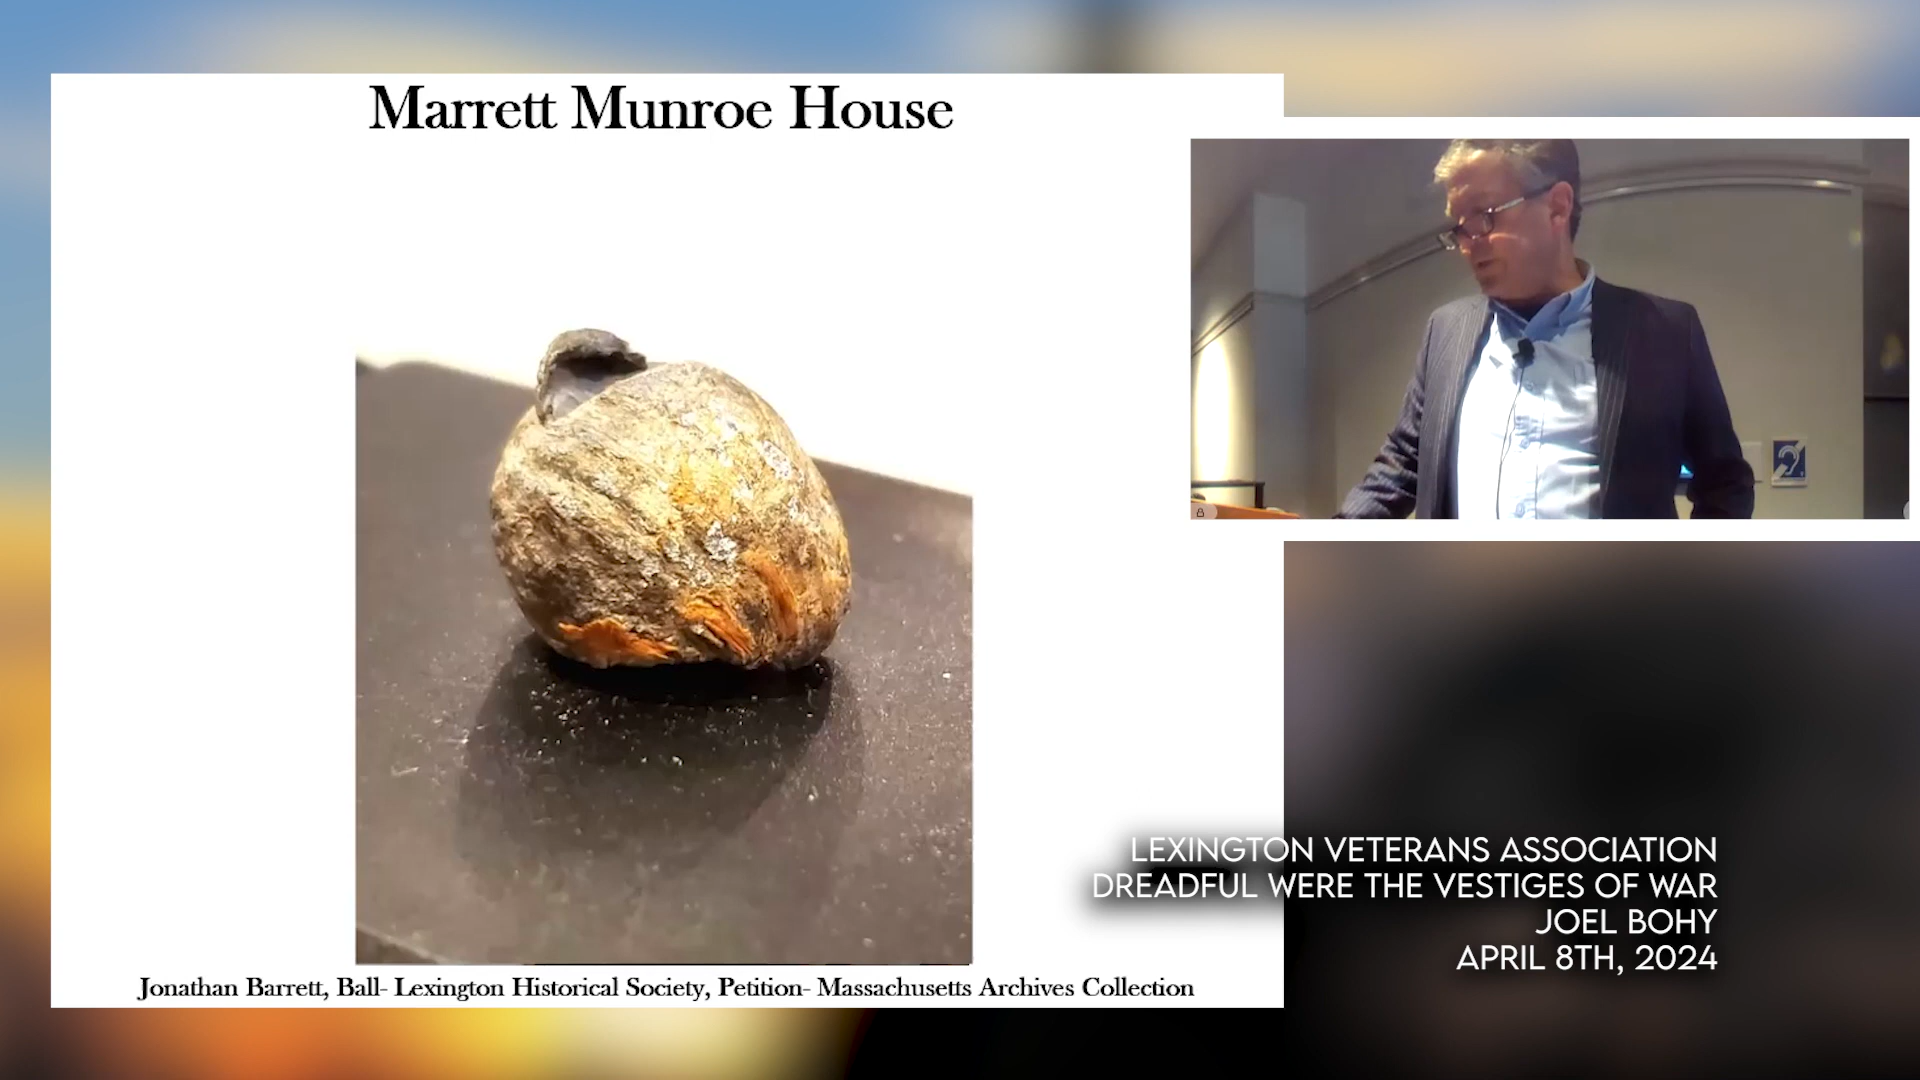 Marrett Munroe House
Jonathan Barrett, Ball- Lexington Historical Society, Petition- Massachusetts Archives Collection
LEXINGTON VETERANS ASSOCIATION
DREADFUL WERE THE VESTIGES OF WAR
JOEL BOHY
APRIL 8TH, 2024